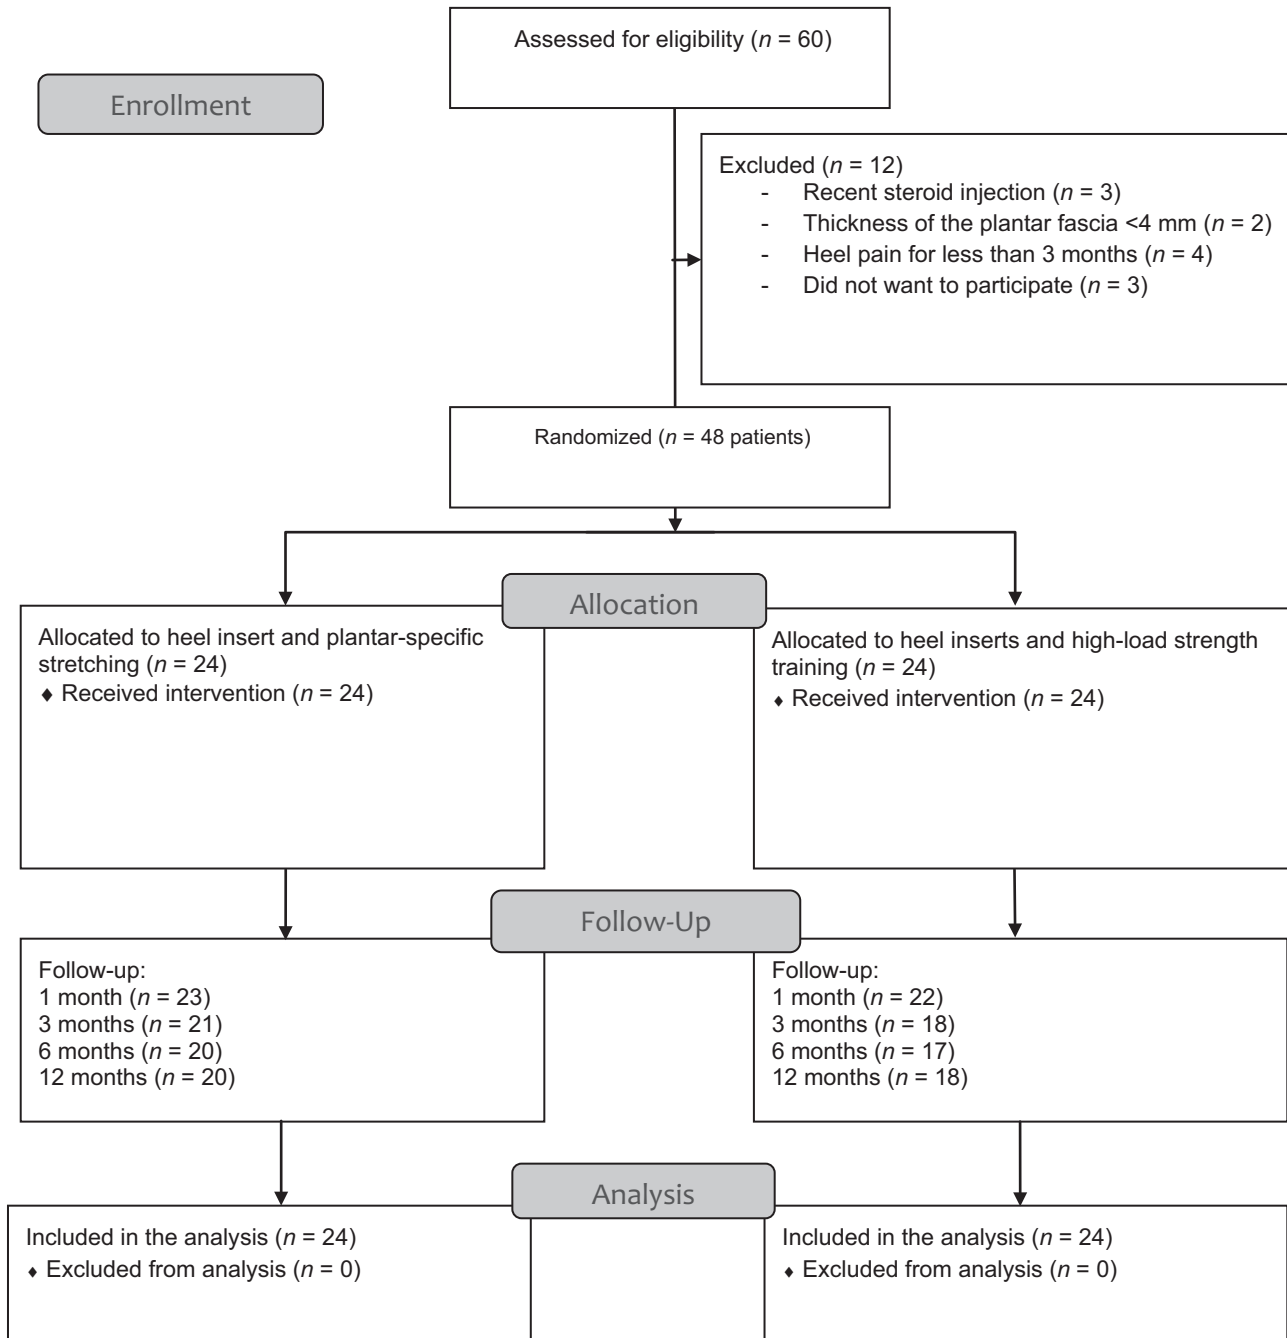 Assessed for eligibility (n = 60)
Enrollment
Excluded (n = 12)
- Recent steroid injection (n = 3)
- Thickness of the plantar fascia <4 mm (n = 2)
- Heel pain for less than 3 months (n = 4)
- Did not want to participate (n = 3)
Randomized (n = 48 patients)
Allocation
Allocated to heel insert and plantar-specific
stretching (n = 24)
♦ Received intervention (n = 24)
Allocated to heel inserts and high-load strength
training (n = 24)
♦ Received intervention (n = 24)
Follow-Up
Follow-up:
1 month (n = 23)
3 months (n = 21)
6 months (n = 20)
12 months (n = 20)
Follow-up:
1 month (n = 22)
3 months (n = 18)
6 months (n = 17)
12 months (n = 18)
Analysis
Included in the analysis (n = 24)
♦ Excluded from analysis (n = 0)
Included in the analysis (n = 24)
♦ Excluded from analysis (n = 0)